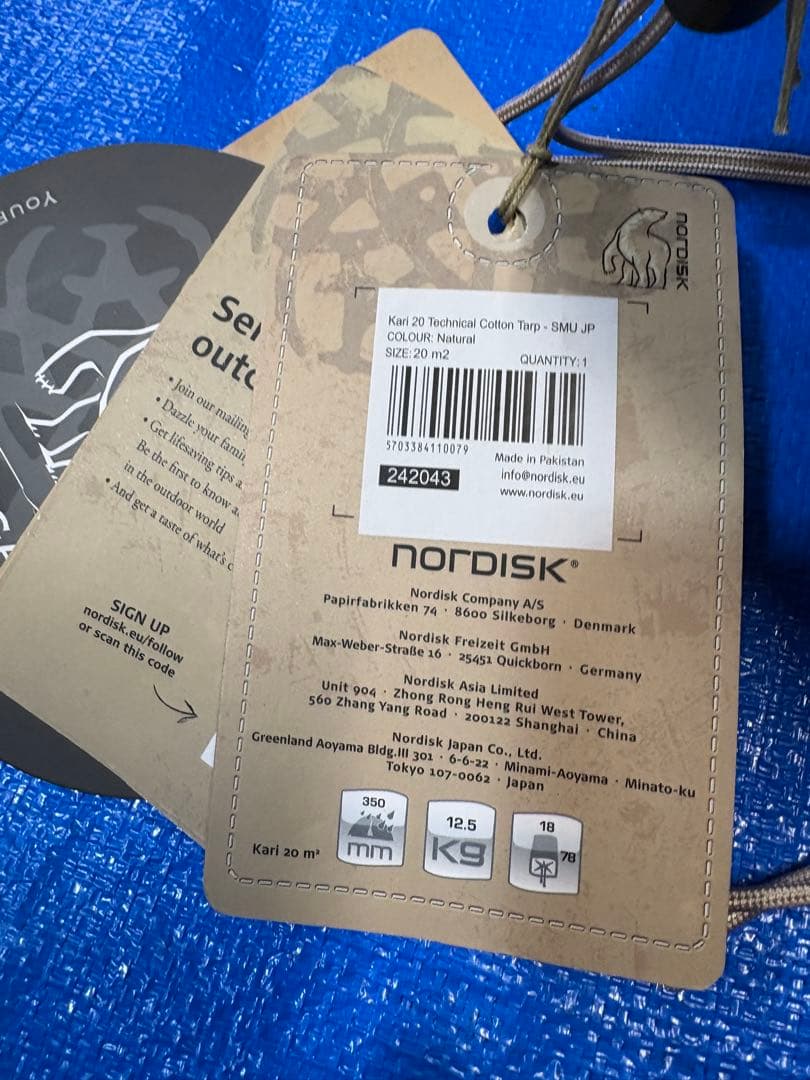 YOUR
Sei
outd
• Join our mailing
• Dazzle your famil
• Get lifesaving tips a
Be the first to know a
in the outdoor world
• And get a taste of what's c
SIGN UP
nordisk.eu/follow
or scan this code
NORDISK
Kari 20 Technical Cotton Tarp - SMU JP
COLOUR: Natural
SIZE: 20 m2 QUANTITY: 1
5703384110079
Made in Pakistan
242043 info@nordisk.eu
www.nordisk.eu
NORDISK®
Nordisk Company A/S
Papirfabrikken 74 · 8600 Silkeborg · Denmark
Nordisk Freizeit GmbH
Max-Weber-Straße 16 · 25451 Quickborn · Germany
Nordisk Asia Limited
Unit 904 · Zhong Rong Heng Rui West Tower,
560 Zhang Yang Road · 200122 Shanghai · China
Nordisk Japan Co., Ltd.
Greenland Aoyama Bldg.III 301 · 6-6-22 · Minami-Aoyama · Minato-ku
Tokyo 107-0062 · Japan
Kari 20 m²
350
mm
12.5
KG
18
78